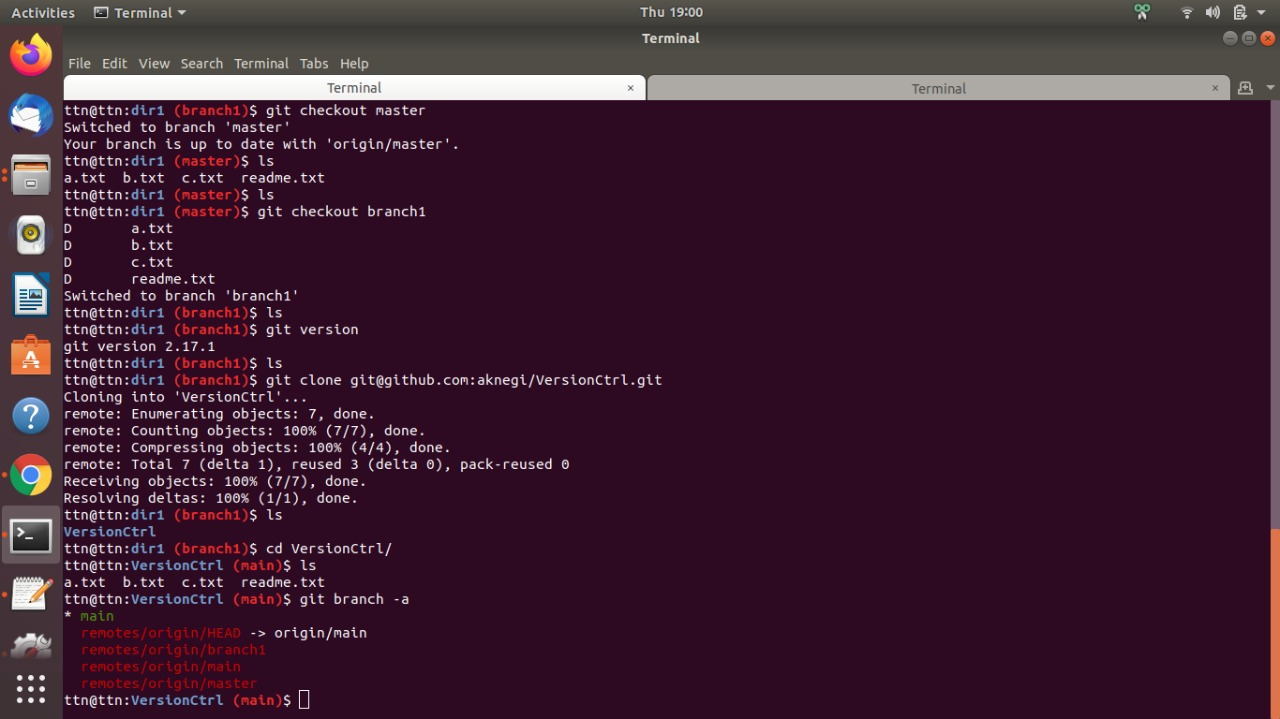 Activities Terminal Thu 19:00
Terminal
File Edit View Search Terminal Tabs Help
Terminal × Terminal ×
ttn@ttn:dir1 (branch1)$ git checkout master
Switched to branch 'master'
Your branch is up to date with 'origin/master'.
ttn@ttn:dir1 (master)$ ls
a.txt  b.txt  c.txt  readme.txt
ttn@ttn:dir1 (master)$ ls
ttn@ttn:dir1 (master)$ git checkout branch1
D       a.txt
D       b.txt
D       c.txt
D       readme.txt
Switched to branch 'branch1'
ttn@ttn:dir1 (branch1)$ ls
ttn@ttn:dir1 (branch1)$ git version
git version 2.17.1
ttn@ttn:dir1 (branch1)$ ls
ttn@ttn:dir1 (branch1)$ git clone git@github.com:aknegi/VersionCtrl.git
Cloning into 'VersionCtrl'...
remote: Enumerating objects: 7, done.
remote: Counting objects: 100% (7/7), done.
remote: Compressing objects: 100% (4/4), done.
remote: Total 7 (delta 1), reused 3 (delta 0), pack-reused 0
Receiving objects: 100% (7/7), done.
Resolving deltas: 100% (1/1), done.
ttn@ttn:dir1 (branch1)$ ls
VersionCtrl
ttn@ttn:dir1 (branch1)$ cd VersionCtrl/
ttn@ttn:VersionCtrl (main)$ ls
a.txt  b.txt  c.txt  readme.txt
ttn@ttn:VersionCtrl (main)$ git branch -a
* main
  remotes/origin/HEAD -> origin/main
  remotes/origin/branch1
  remotes/origin/main
  remotes/origin/master
ttn@ttn:VersionCtrl (main)$